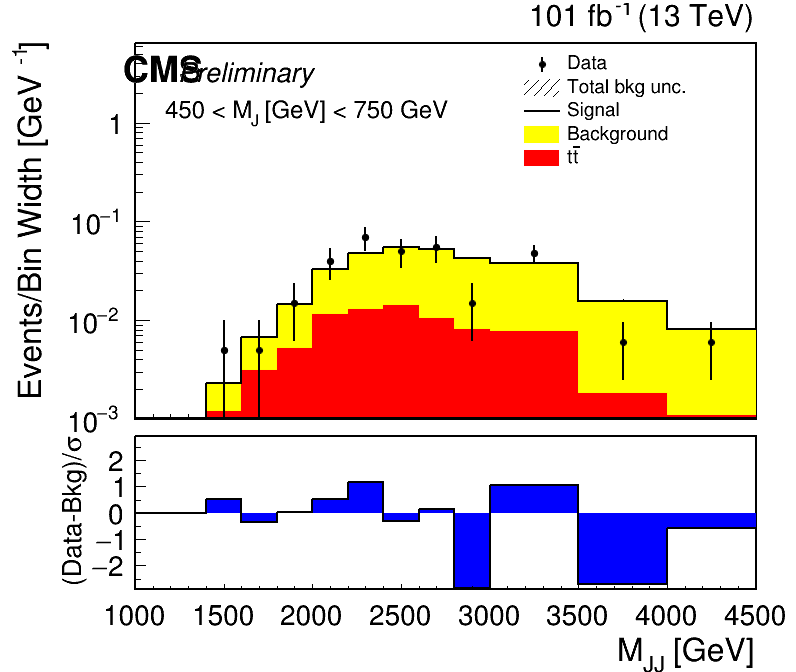 101 fb⁻¹ (13 TeV)
CMS Preliminary
450 < M_J [GeV] < 750 GeV
Data
Total bkg unc.
Signal
Background
tt̄
Events/Bin Width [GeV⁻¹]
1
10⁻¹
10⁻²
10⁻³
(Data-Bkg)/σ
2
1
0
−1
−2
1000 1500 2000 2500 3000 3500 4000 4500
M_JJ [GeV]